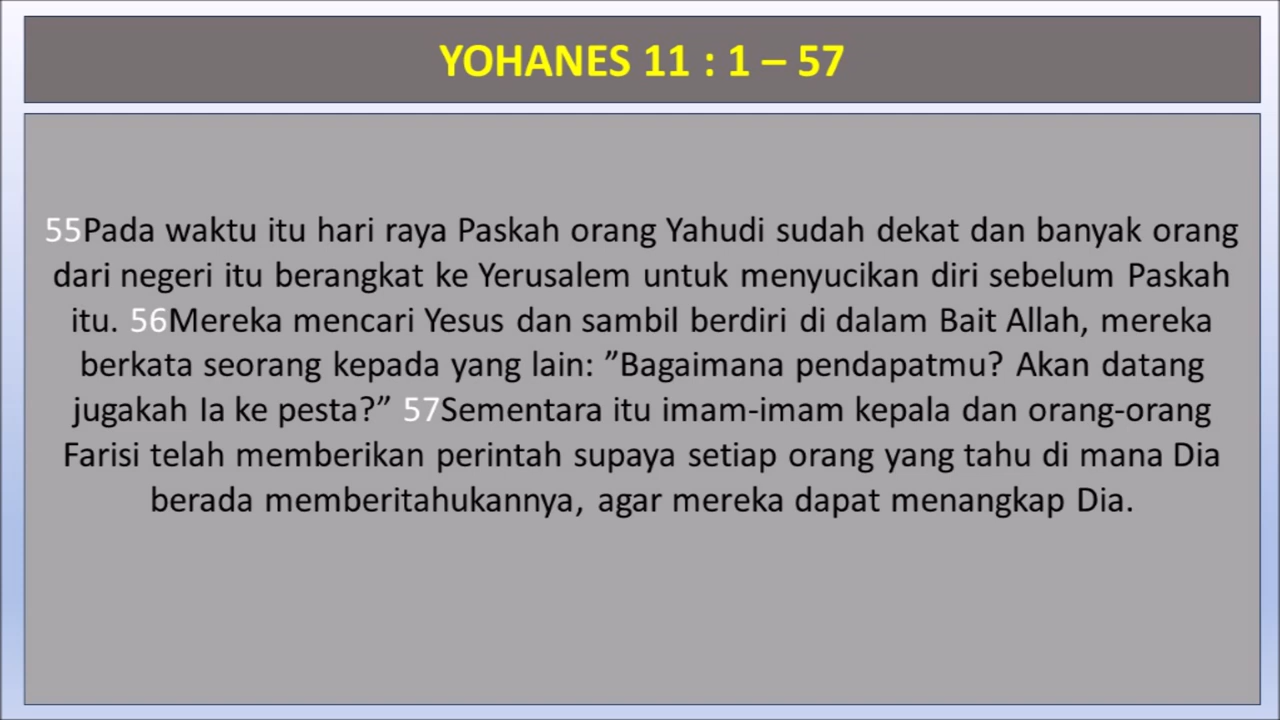 YOHANES 11 : 1 – 57
55Pada waktu itu hari raya Paskah orang Yahudi sudah dekat dan banyak orang
dari negeri itu berangkat ke Yerusalem untuk menyucikan diri sebelum Paskah
itu. 56Mereka mencari Yesus dan sambil berdiri di dalam Bait Allah, mereka
berkata seorang kepada yang lain: ”Bagaimana pendapatmu? Akan datang
jugakah Ia ke pesta?” 57Sementara itu imam-imam kepala dan orang-orang
Farisi telah memberikan perintah supaya setiap orang yang tahu di mana Dia
berada memberitahukannya, agar mereka dapat menangkap Dia.